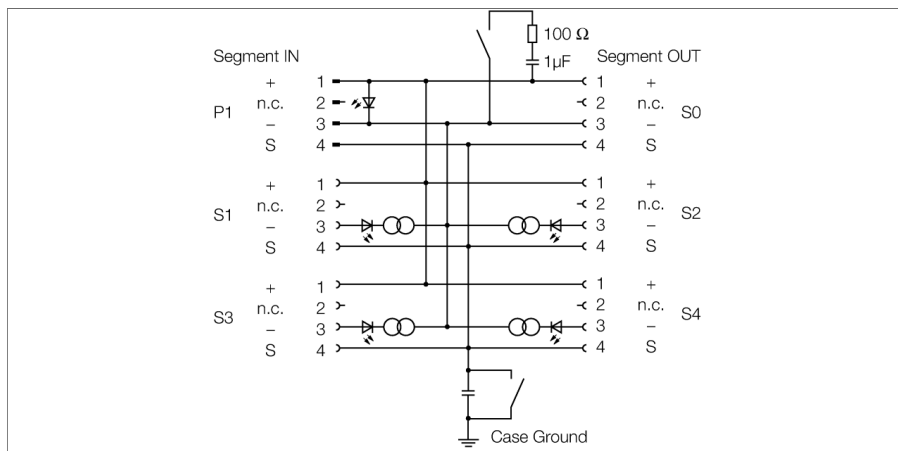 100 Ω
1µF
Segment IN
Segment OUT
+ 1 1 +
P1 n.c. 2 2 n.c. S0
– 3 3 –
S 4 4 S
+ 1 1 +
S1 n.c. 2 2 n.c. S2
– 3 3 –
S 4 4 S
+ 1 1 +
S3 n.c. 2 2 n.c. S4
– 3 3 –
S 4 4 S
Case Ground